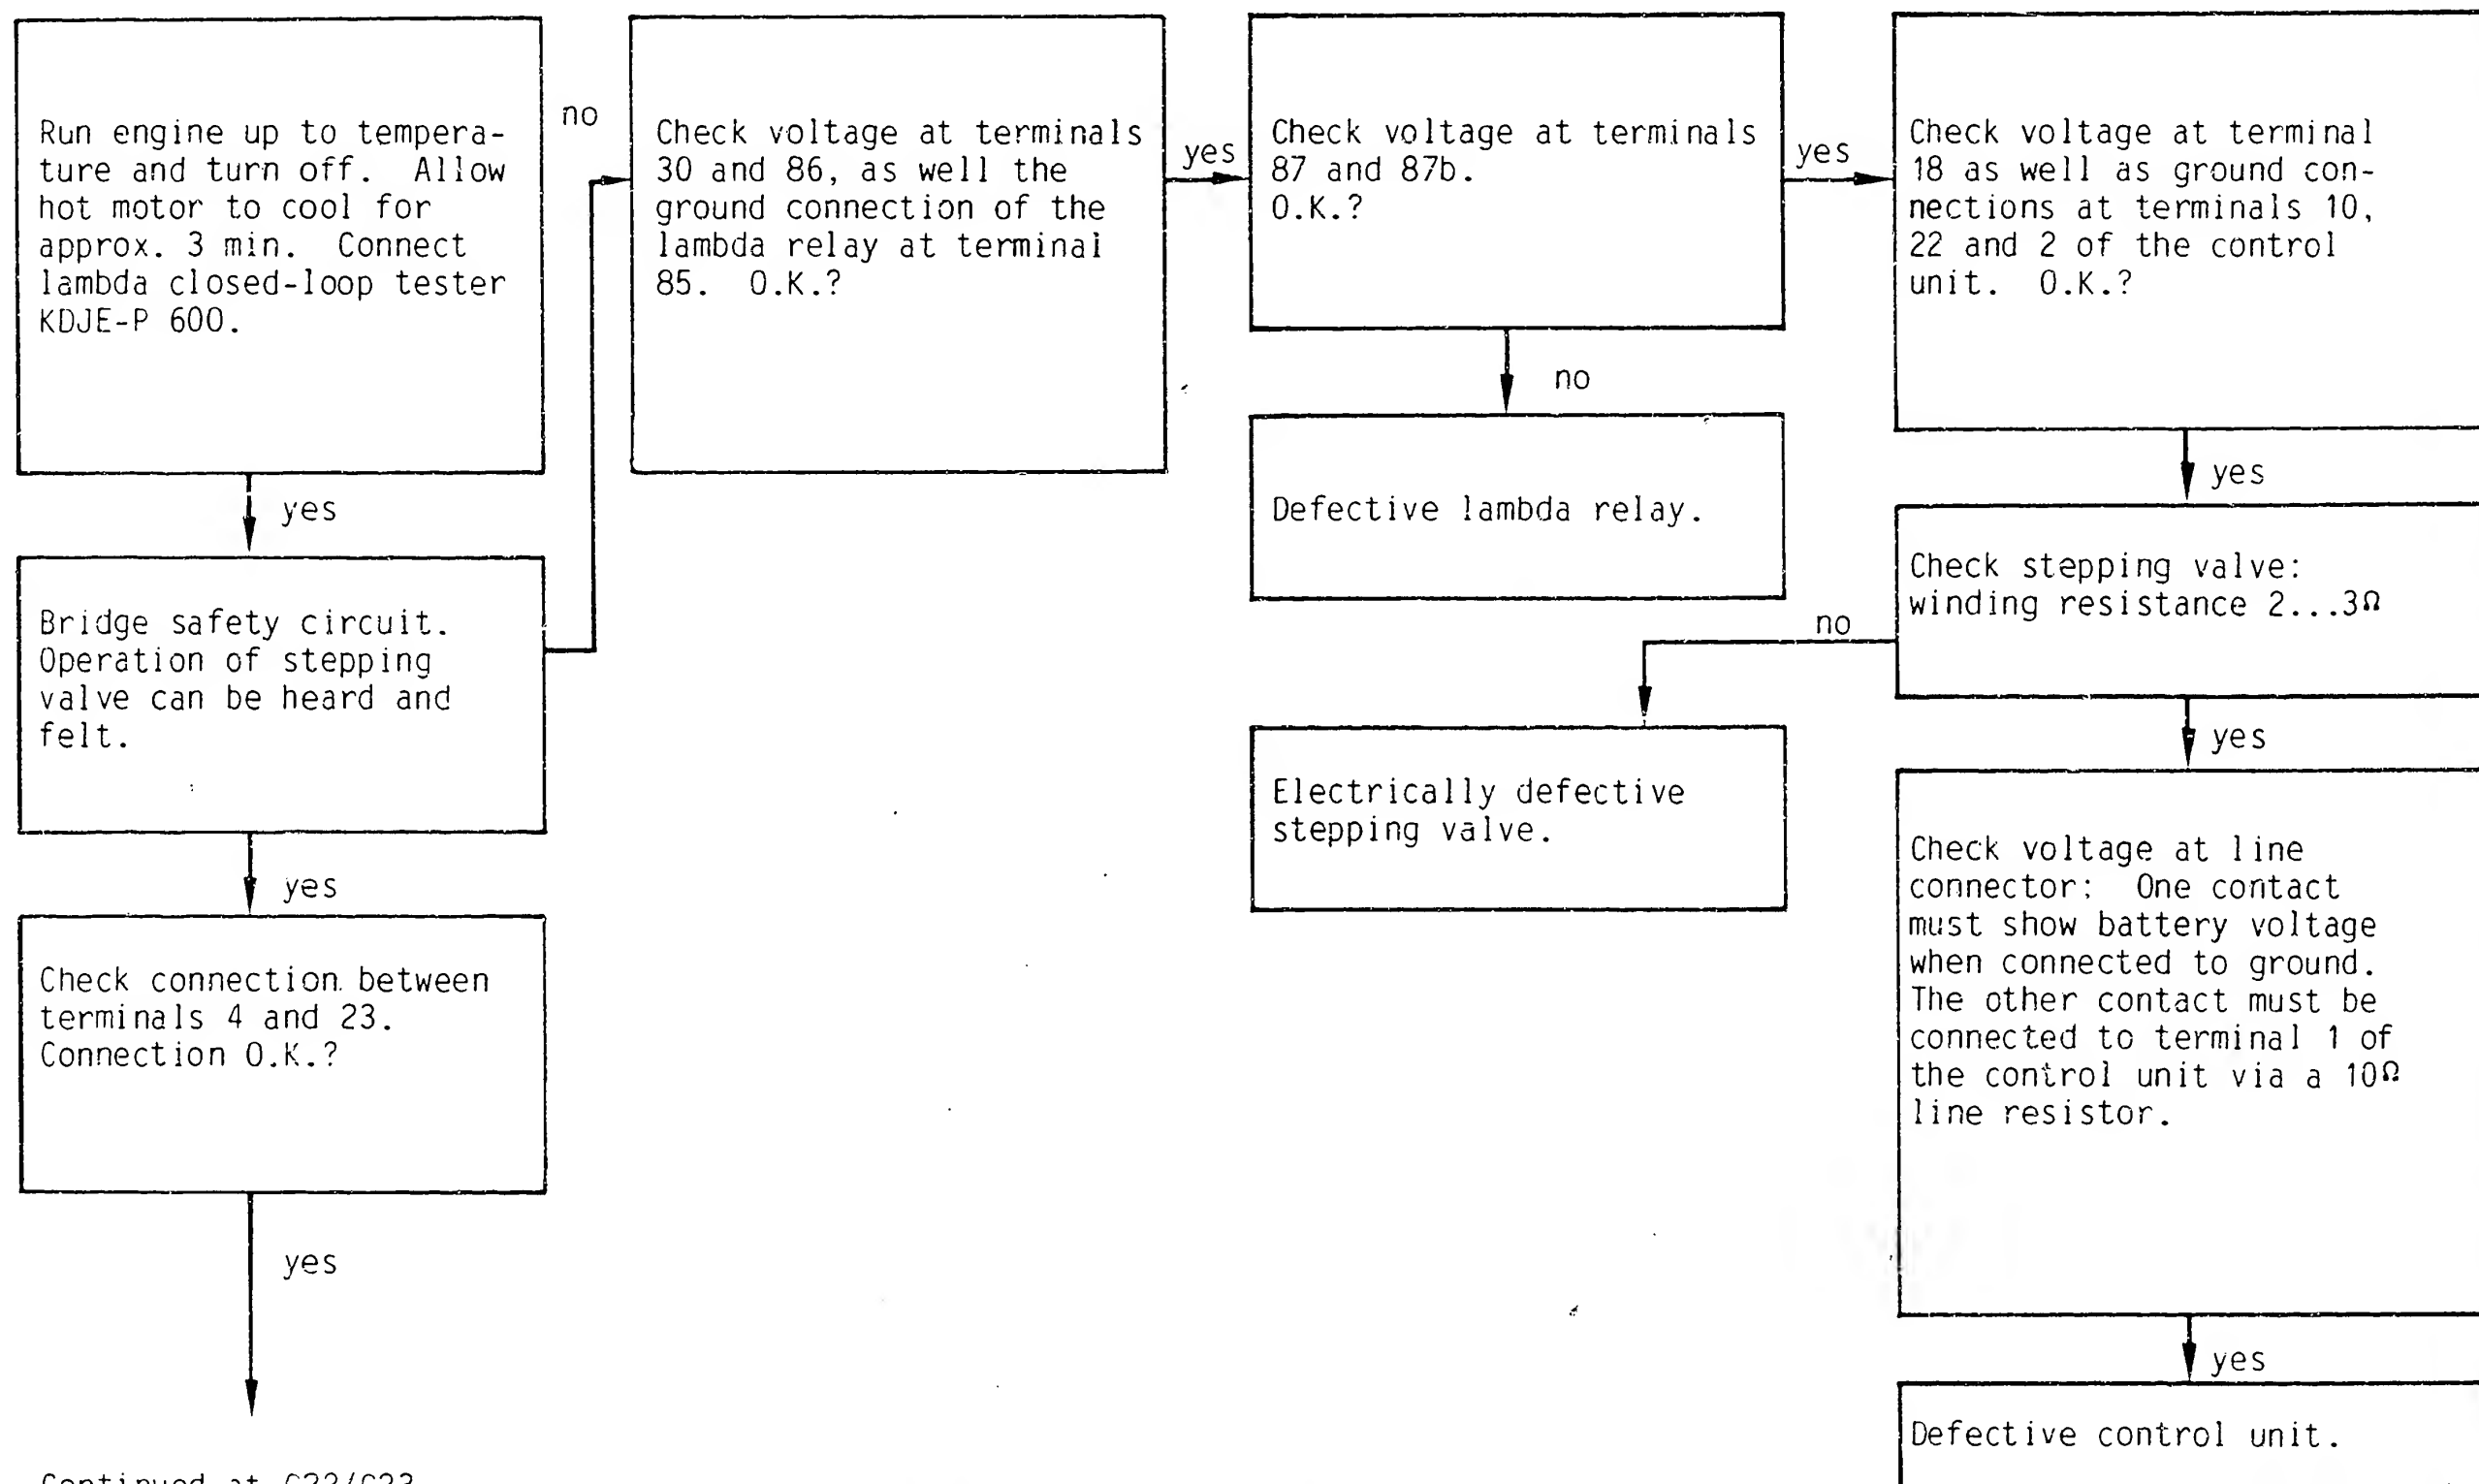 Run engine up to tempera-
ture and turn off. Allow
hot motor to cool for
approx. 3 min. Connect
lambda closed-loop tester
KDJE-P 600.
no
Check voltage at terminals
30 and 86, as well the
ground connection of the
lambda relay at terminal
85. O.K.?
yes
Check voltage at terminals
87 and 87b.
O.K.?
yes
Check voltage at terminal
18 as well as ground con-
nections at terminals 10,
22 and 2 of the control
unit. O.K.?
no
yes
yes
Defective lambda relay.
Bridge safety circuit.
Operation of stepping
valve can be heard and
felt.
Check stepping valve:
winding resistance 2...3Ω
no
yes
Electrically defective
stepping valve.
yes
Check voltage at line
connector: One contact
must show battery voltage
when connected to ground.
The other contact must be
connected to terminal 1 of
the control unit via a 10Ω
line resistor.
Check connection between
terminals 4 and 23.
Connection O.K.?
yes
yes
Defective control unit.
Continued at